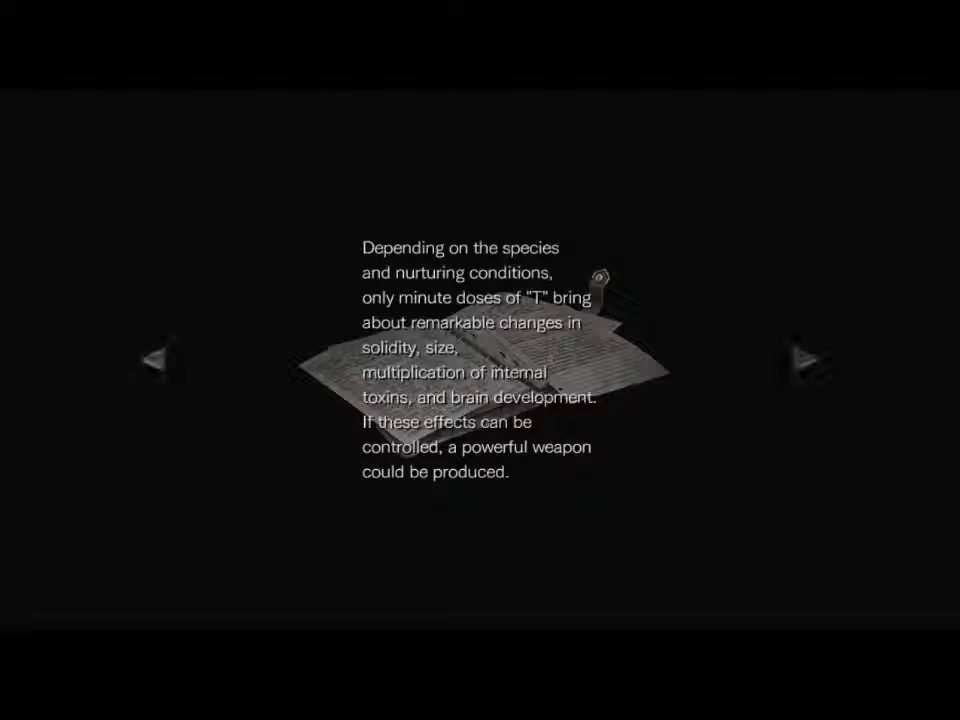 Depending on the species
and nurturing conditions,
only minute doses of "T" bring
about remarkable changes in
solidity, size,
multiplication of internal
toxins, and brain development.
If these effects can be
controlled, a powerful weapon
could be produced.